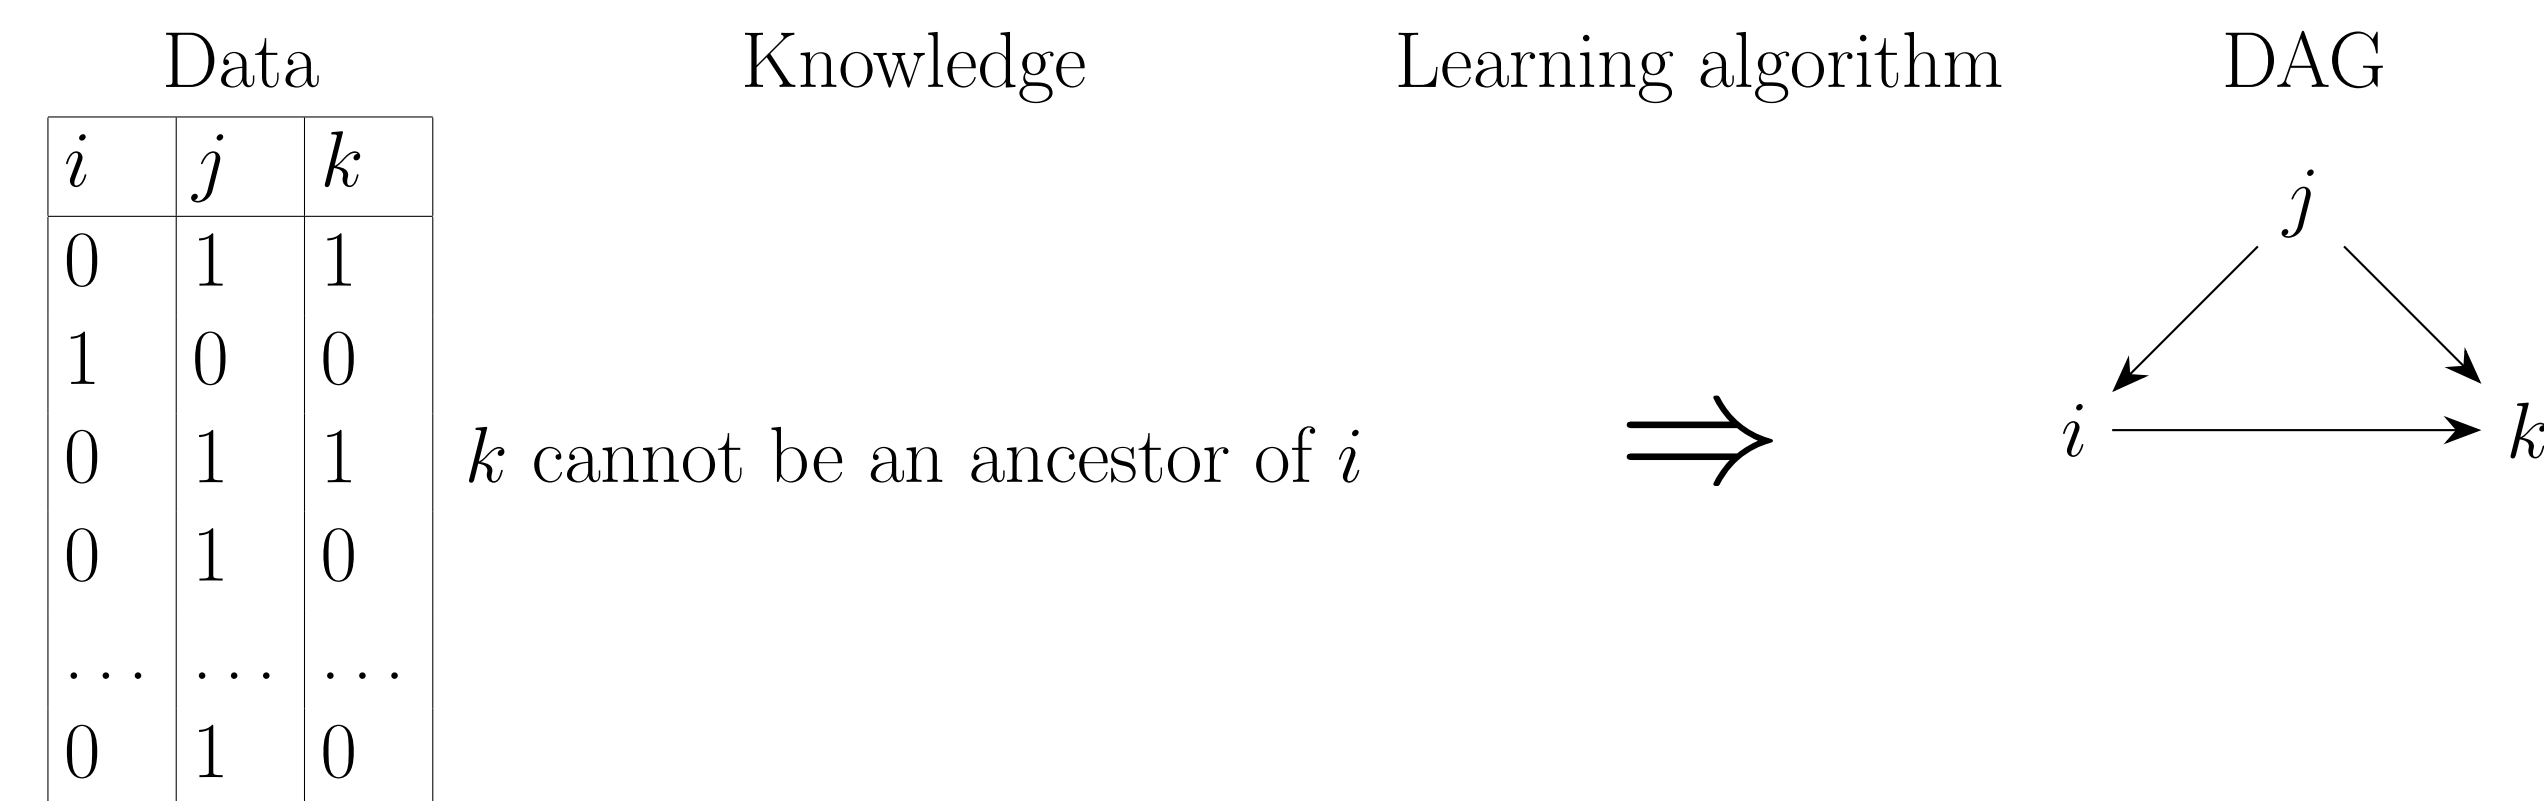 Data Knowledge Learning algorithm DAG
i j k
j
0 1 1
1 0 0
0 1 1
k cannot be an ancestor of i
⇒
i k
0 1 0
... ... ...
0 1 0